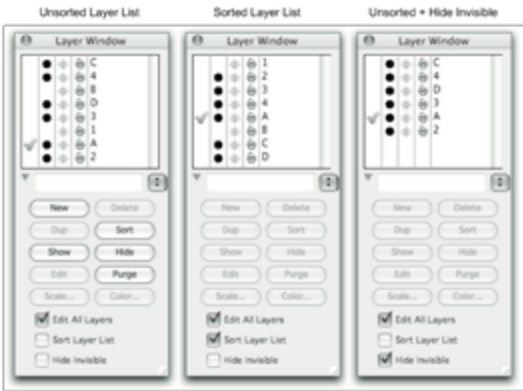 Unsorted Layer List
Sorted Layer List
Unsorted + Hide Invisible
Layer Window
C
4
B
D
3
1
A
2
New
Delete
Dup
Sort
Show
Hide
Edit
Purge
Scale...
Color...
Edit All Layers
Sort Layer List
Hide Invisible
Layer Window
1
2
3
4
A
B
C
D
New
Delete
Dup
Sort
Show
Hide
Edit
Purge
Scale...
Color...
Edit All Layers
Sort Layer List
Hide Invisible
Layer Window
C
4
D
3
A
2
New
Delete
Dup
Sort
Show
Hide
Edit
Purge
Scale...
Color...
Edit All Layers
Sort Layer List
Hide Invisible